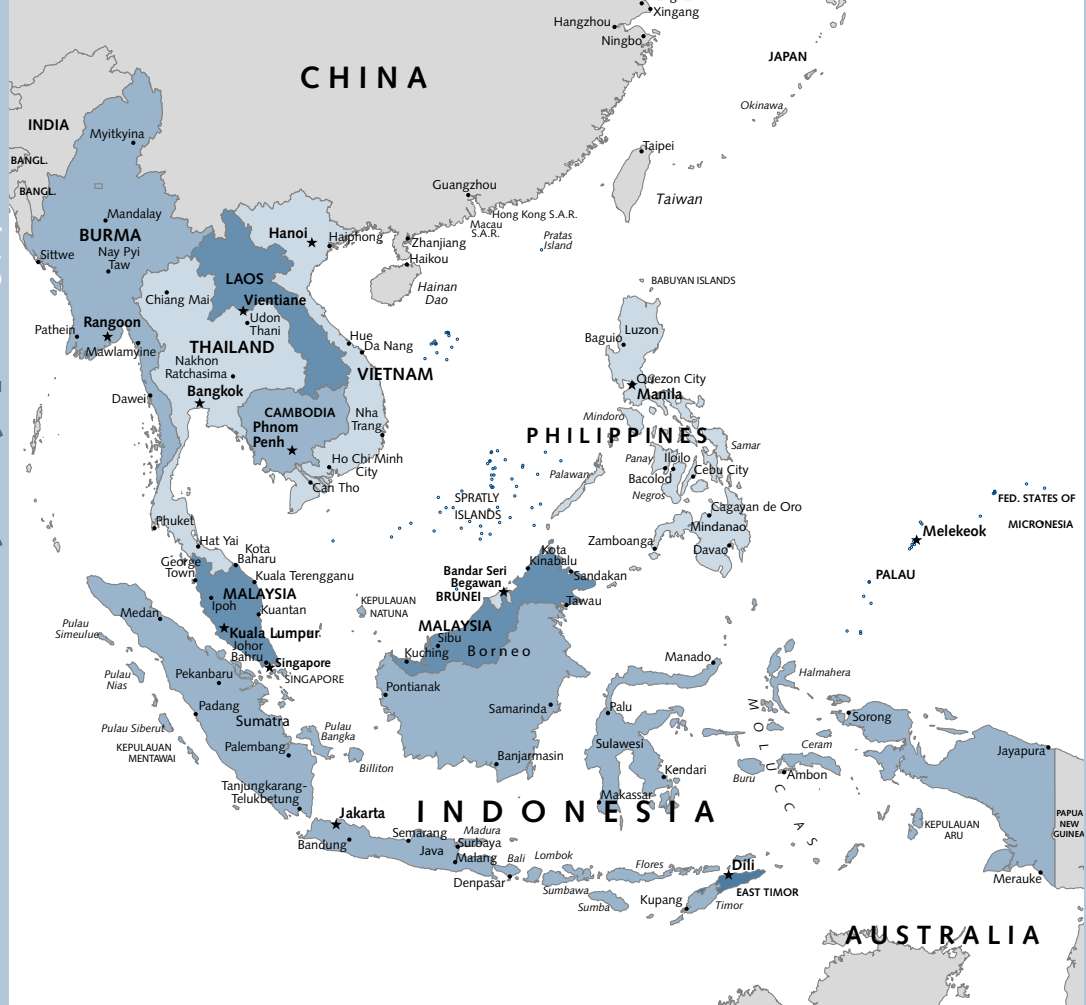 Xingang
Hangzhou
Ningbo
CHINA
JAPAN
Okinawa
INDIA
Myitkyina
BANGL.
BANGL.
Taipei
Taiwan
Guangzhou
Hong Kong S.A.R.
Macau
S.A.R.
Pratas
Island
Mandalay
BURMA
Nay Pyi
Taw
Sittwe
Hanoi
Haiphong
Zhanjiang
Haikou
Hainan
Dao
LAOS
Vientiane
Chiang Mai
Udon
Thani
BABUYAN ISLANDS
Pathein
Rangoon
Mawlamyine
THAILAND
Nakhon
Ratchasima
Hue
Da Nang
VIETNAM
Luzon
Baguio
Dawei
Bangkok
Quezon City
Manila
CAMBODIA
Phnom
Penh
Nha
Trang
Mindoro
PHILIPPINES
Samar
Ho Chi Minh
City
Can Tho
Panay
Iloilo
Cebu City
Bacolod
Negros
Palawan
SPRATLY
ISLANDS
FED. STATES OF
MICRONESIA
Cagayan de Oro
Mindanao
Davao
Zamboanga
Melekeok
PALAU
Phuket
Hat Yai
Kota
Baharu
George
Town
Kuala Terengganu
MALAYSIA
Ipoh
Kuantan
Kuala Lumpur
Johor
Bahru
Singapore
SINGAPORE
KEPULAUAN
NATUNA
Kota
Kinabalu
Bandar Seri
Begawan
BRUNEI
Sandakan
Tawau
MALAYSIA
Sibu
Kuching
Borneo
Medan
Pulau
Simeulue
Pulau
Nias
Pekanbaru
Padang
Sumatra
Pulau Siberut
KEPULAUAN
MENTAWAI
Palembang
Pulau
Bangka
Billiton
Tanjungkarang-
Telukbetung
Pontianak
Samarinda
Banjarmasin
Manado
Palu
Sulawesi
Kendari
Makassar
Halmahera
MOLUCCAS
Sorong
Ceram
Buru
Ambon
Jayapura
INDONESIA
Jakarta
Bandung
Semarang
Java
Madura
Surbaya
Malang
Bali
Lombok
Denpasar
Sumbawa
Sumba
Flores
Dili
EAST TIMOR
Kupang
Timor
KEPULAUAN
ARU
PAPUA
NEW
GUINEA
Merauke
AUSTRALIA